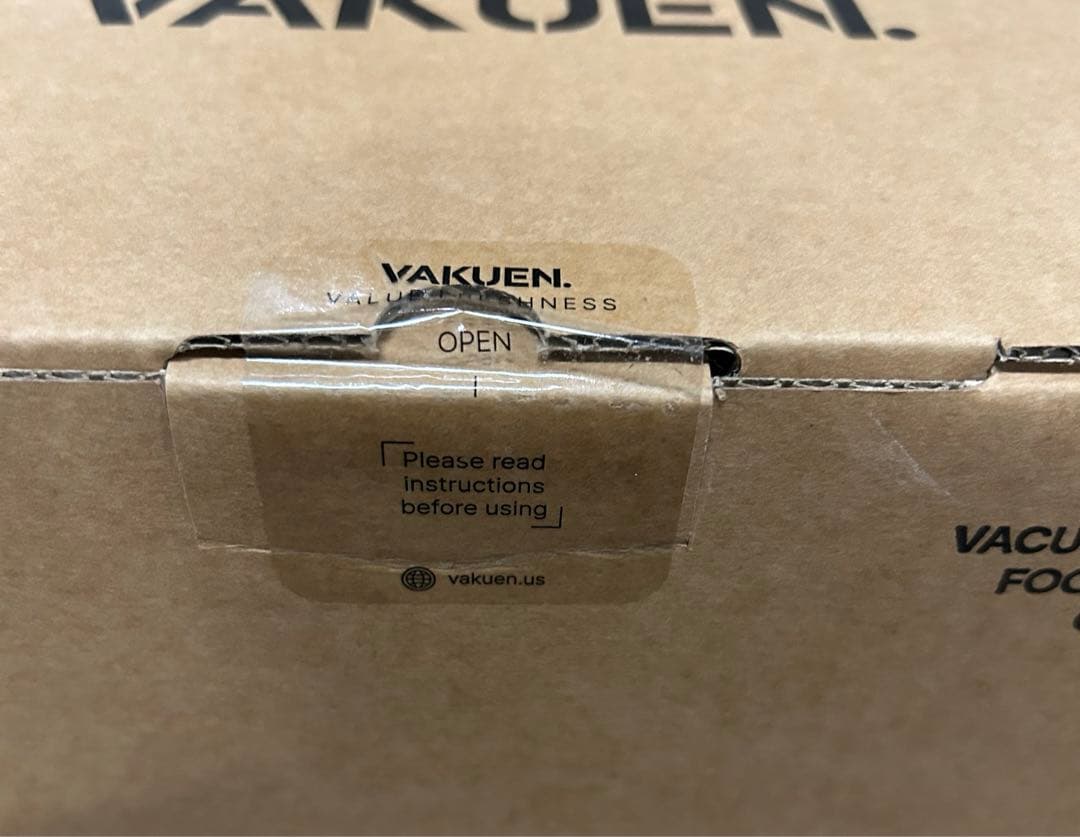 VAKUEN.
VAKUEN.
OPEN
Please read
instructions
before using
vakuen.us